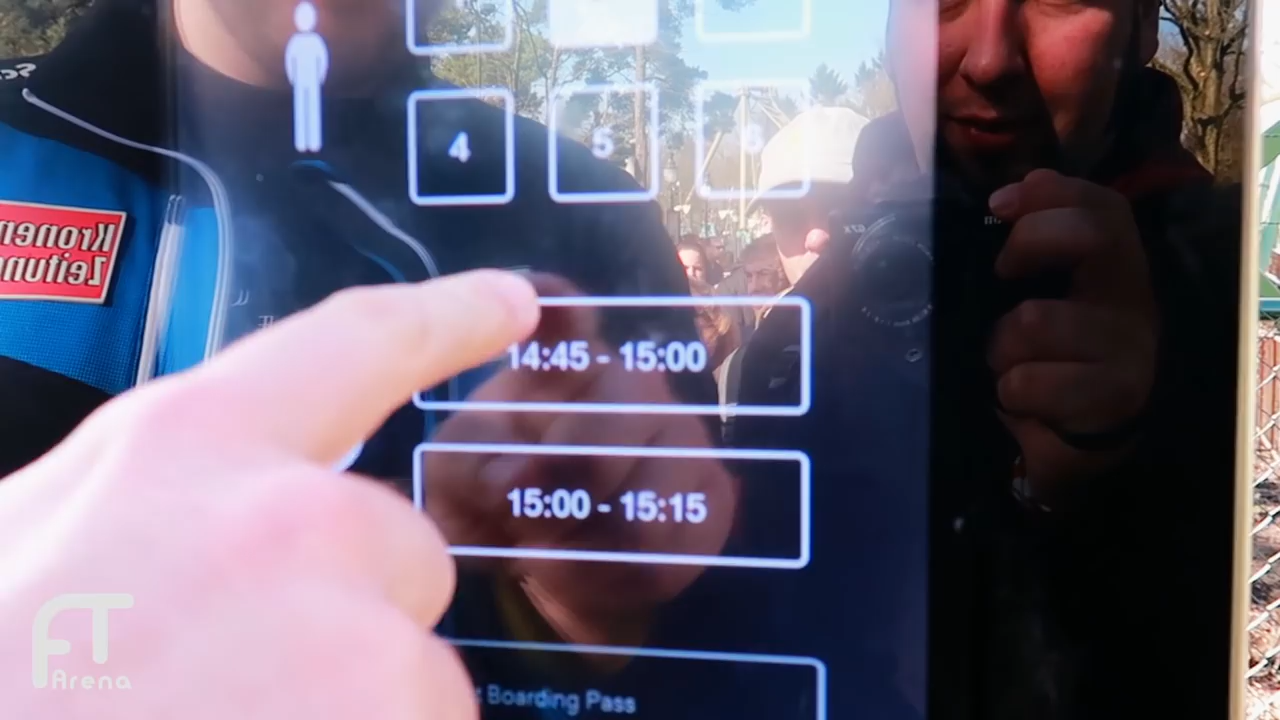 4 5 6
Kronen
Zeitung
14:45 - 15:00
15:00 - 15:15
Boarding Pass
FT
Arena